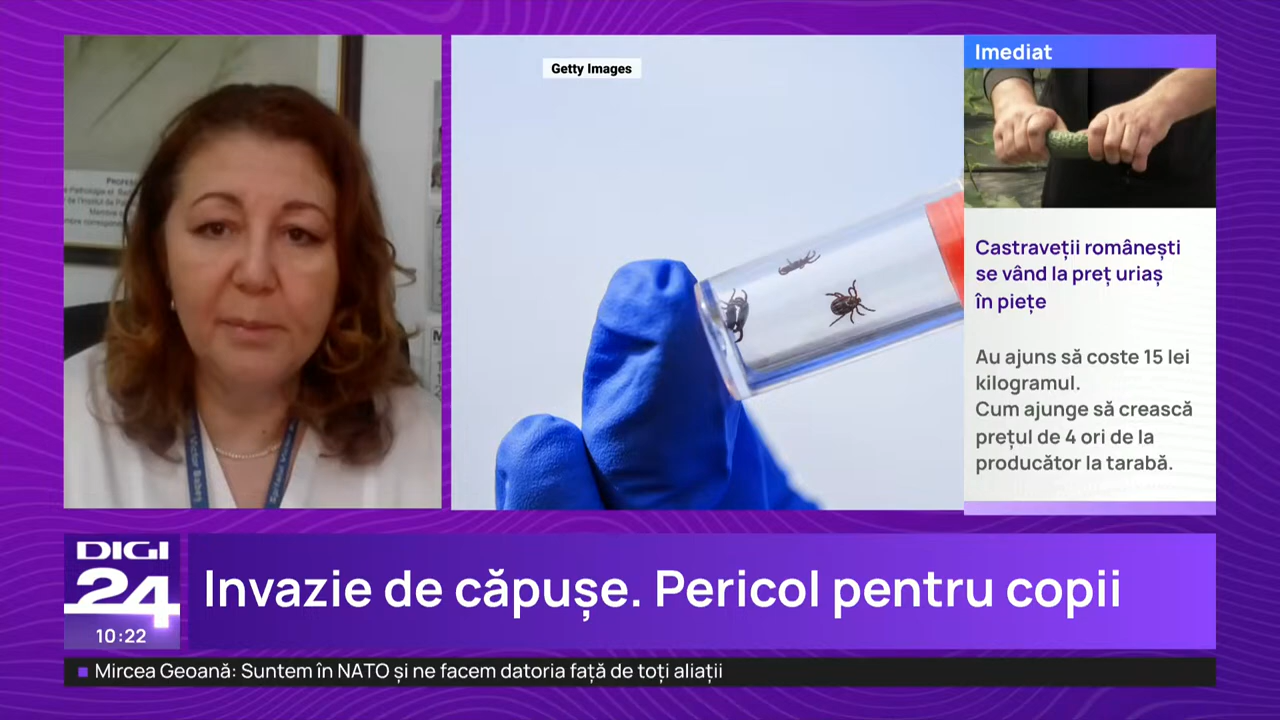 Getty Images
Imediat
Castraveții românești
se vând la preț uriaș
în piețe
Au ajuns să coste 15 lei
kilogramul.
Cum ajunge să crească
prețul de 4 ori de la
producător la tarabă.
Victor Babeș
DIGI
24
10:22
Invazie de căpușe. Pericol pentru copii
Mircea Geoană: Suntem în NATO și ne facem datoria față de toți aliații